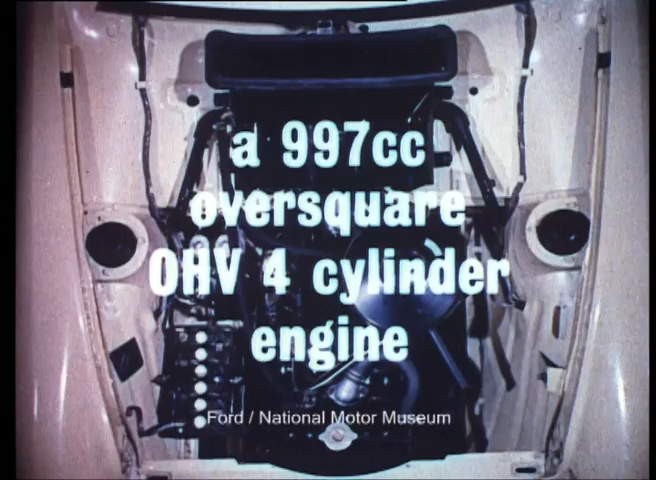 a 997cc
oversquare
OHV 4 cylinder
engine
Ford / National Motor Museum